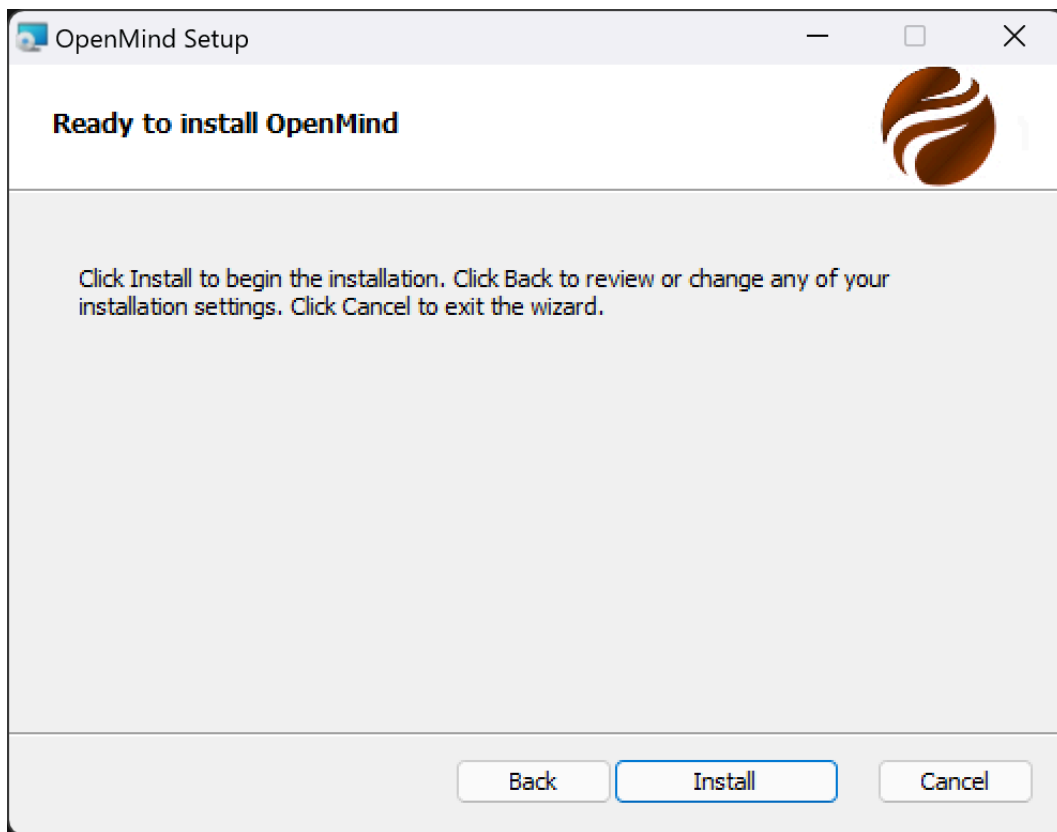 OpenMind Setup
Ready to install OpenMind
Click Install to begin the installation. Click Back to review or change any of your
installation settings. Click Cancel to exit the wizard.
Back
Install
Cancel